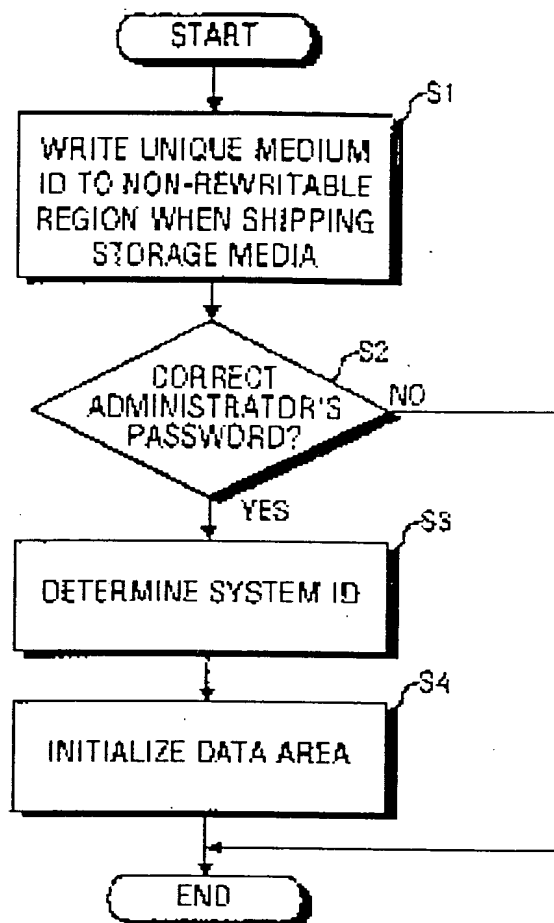 START
S1
WRITE UNIQUE MEDIUM
ID TO NON-REWRITABLE
REGION WHEN SHIPPING
STORAGE MEDIA
S2
CORRECT
ADMINISTRATOR'S
PASSWORD?
NO
YES
S3
DETERMINE SYSTEM ID
S4
INITIALIZE DATA AREA
END